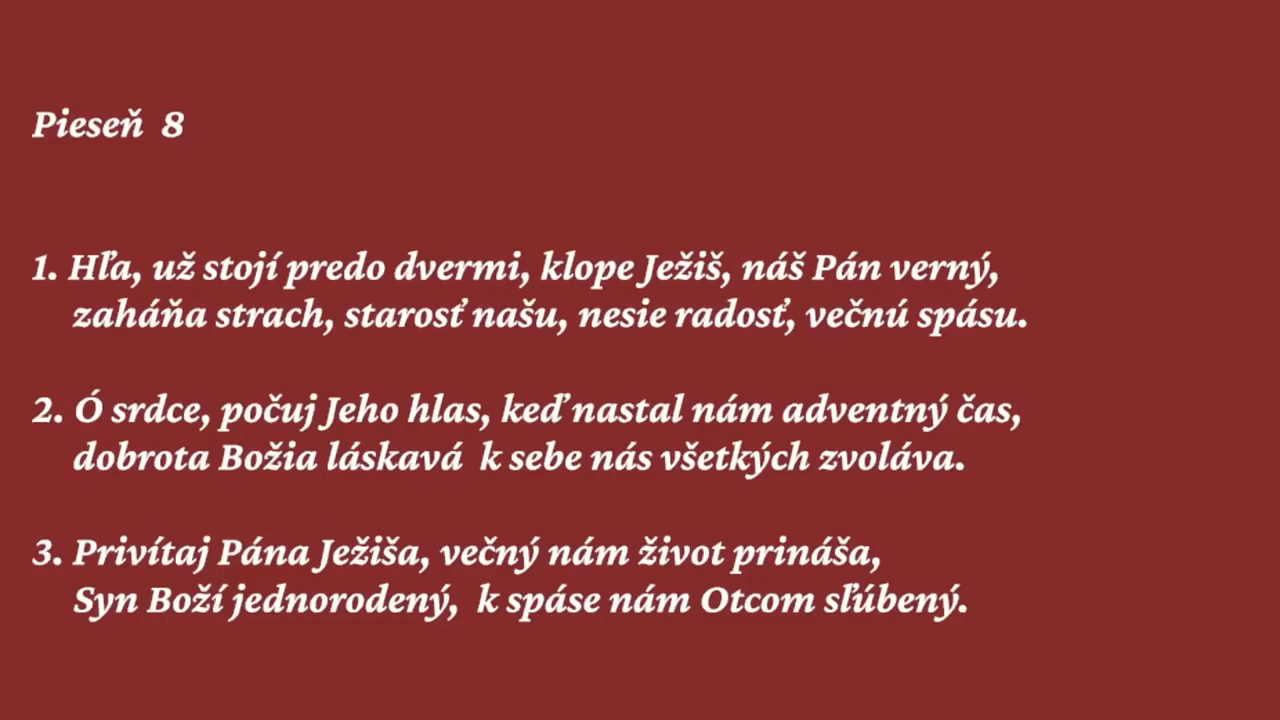 Pieseň 8
1. Hľa, už stojí predo dvermi, klope Ježiš, náš Pán verný,
zaháňa strach, starosť našu, nesie radosť, večnú spásu.
2. Ó srdce, počuj Jeho hlas, keď nastal nám adventný čas,
dobrota Božia láskavá k sebe nás všetkých zvoláva.
3. Privítaj Pána Ježiša, večný nám život prináša,
Syn Boží jednorodený, k spáse nám Otcom sľúbený.